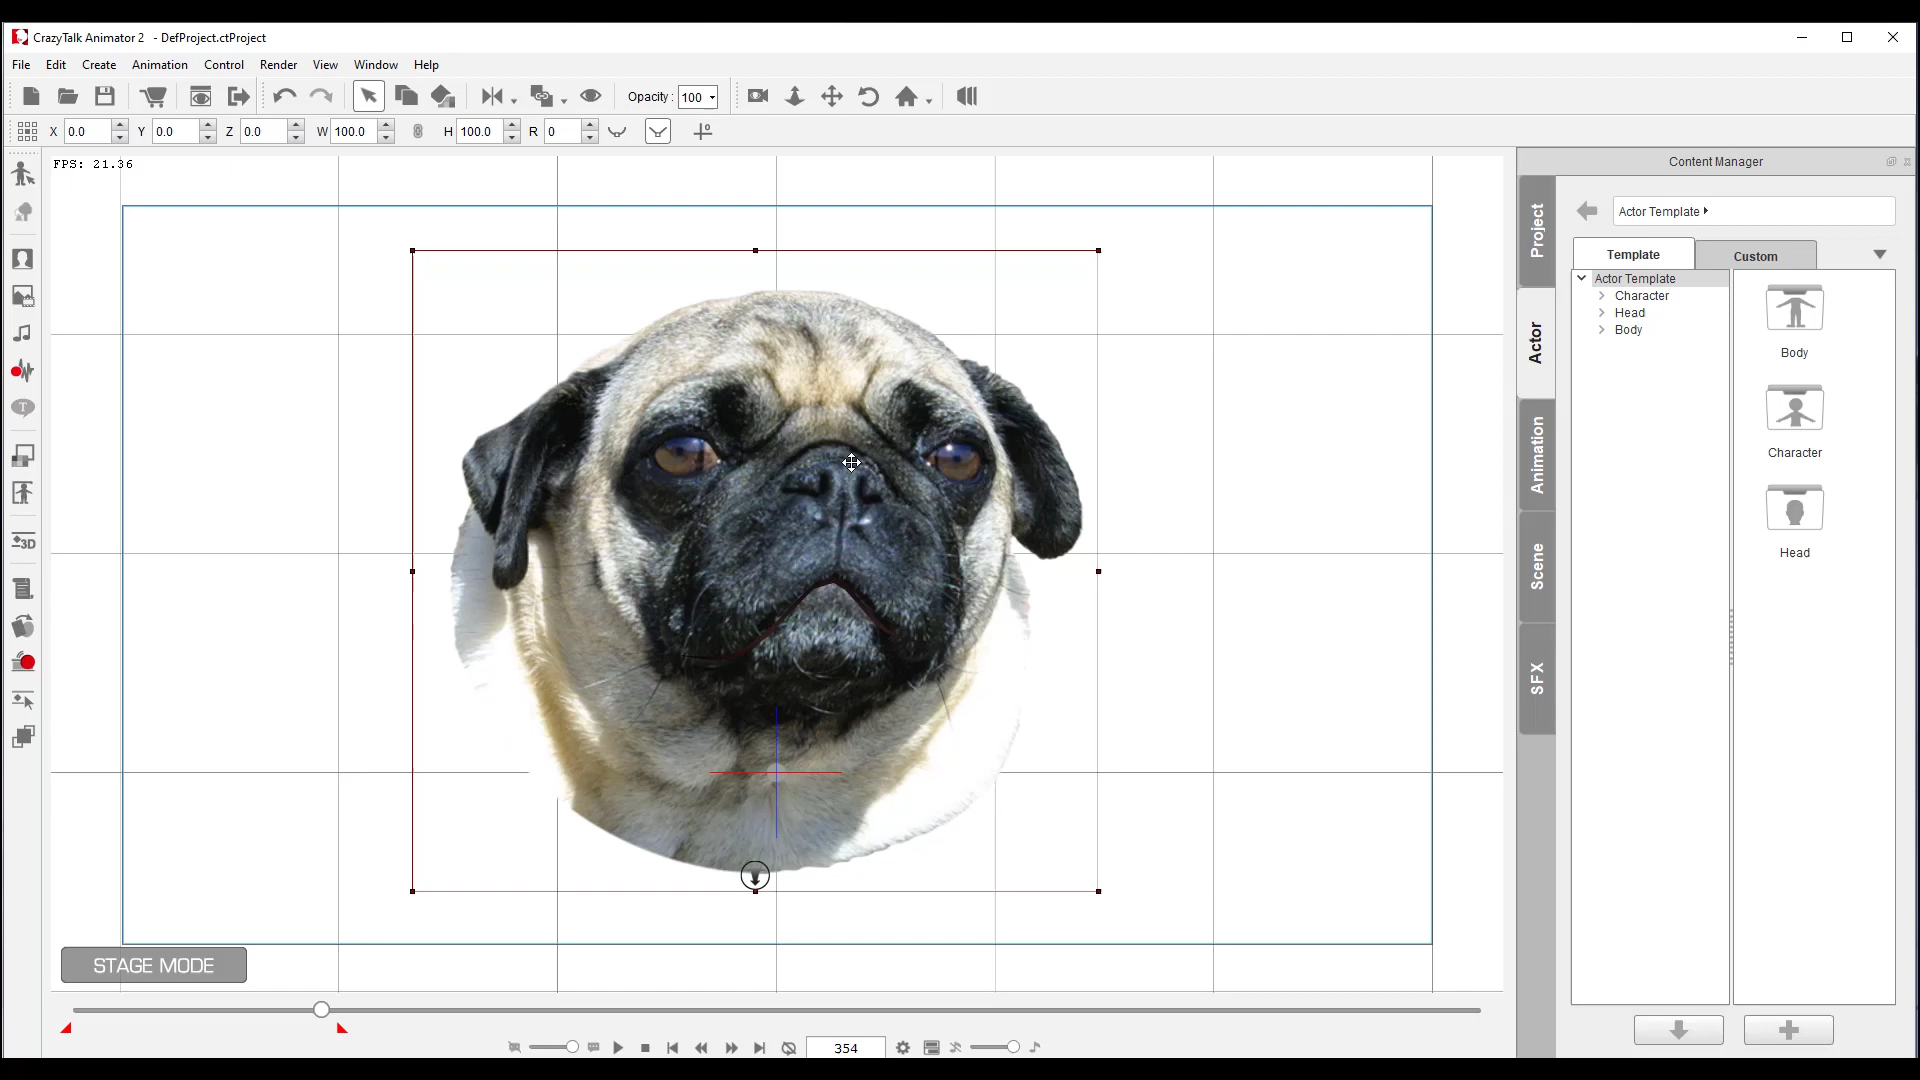 CrazyTalk Animator 2 - DefProject.ctProject
File Edit Create Animation Control Render View Window Help
Opacity : 100
X 0.0 Y 0.0 Z 0.0 W 100.0 H 100.0 R 0
FPS: 21.36
Content Manager
Project
Actor
Animation
Scene
SFX
Actor Template
Template Custom
Actor Template
Character
Head
Body
Body
Character
Head
3D
T
STAGE MODE
354